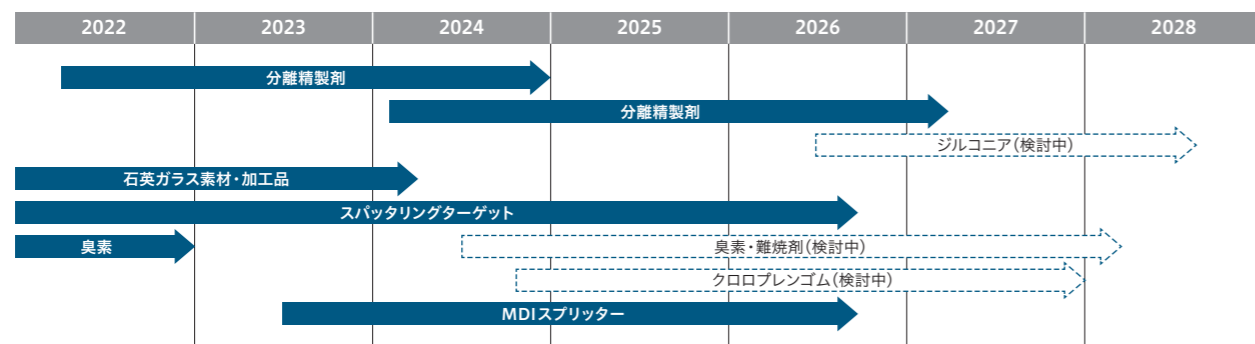 2022 2023 2024 2025 2026 2027 2028
分離精製剤
分離精製剤
ジルコニア（検討中）
石英ガラス素材・加工品
スパッタリングターゲット
臭素 臭素・難燃剤（検討中）
クロロプレンゴム（検討中）
MDIスプリッター